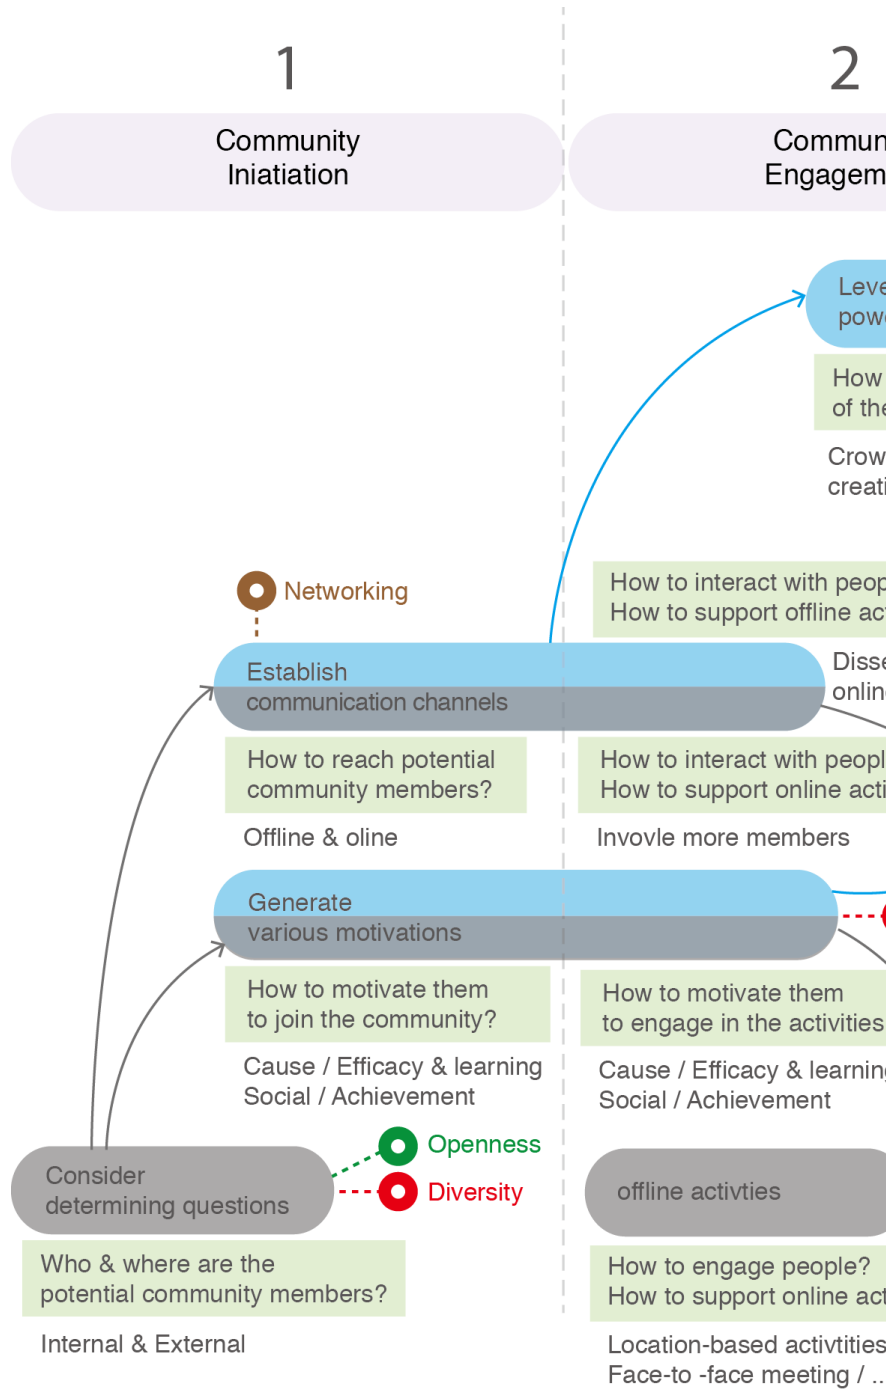 1
Community
Iniatiation
Networking
Establish
communication channels
How to reach potential
community members?
Offline & oline
Generate
various motivations
How to motivate them
to join the community?
Cause / Efficacy & learning
Social / Achievement
Openness
Diversity
Consider
determining questions
Who & where are the
potential community members?
Internal & External
2
Commun
Engagem
Leve
powe
How
of the
Crow
creati
How to interact with peop
How to support offline act
Disse
onlin
How to interact with peopl
How to support online acti
Invovle more members
How to motivate them
to engage in the activities
Cause / Efficacy & learning
Social / Achievement
offline activties
How to engage people?
How to support online act
Location-based activtities
Face-to -face meeting / ...